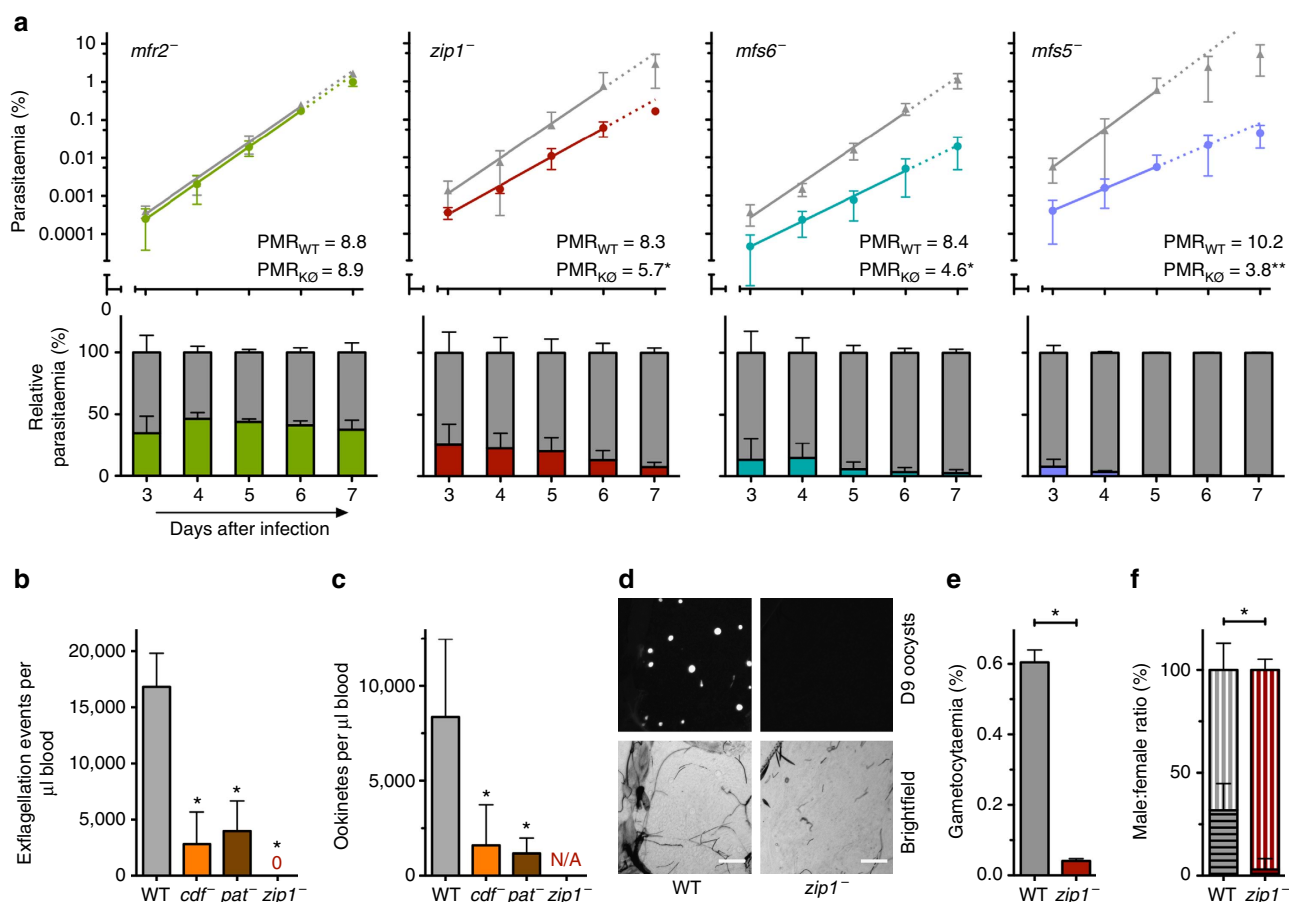 a
mfr2⁻
zip1⁻
mfs6⁻
mfs5⁻
Parasitaemia (%)
10
1
0.1
0.01
0.001
0.0001
0
PMR_WT = 8.8
PMR_KØ = 8.9
PMR_WT = 8.3
PMR_KØ = 5.7*
PMR_WT = 8.4
PMR_KØ = 4.6*
PMR_WT = 10.2
PMR_KØ = 3.8**
Relative
parasitaemia (%)
100
50
0
3 4 5 6 7
3 4 5 6 7
3 4 5 6 7
3 4 5 6 7
Days after infection
b
Exflagellation events per
µl blood
20,000
15,000
10,000
5,000
0
*
*
*
0
WT cdf⁻ pat⁻ zip1⁻
c
Ookinetes per µl blood
10,000
5,000
0
*
*
N/A
WT cdf⁻ pat⁻ zip1⁻
d
D9 oocysts
Brightfield
WT
zip1⁻
e
Gametocytaemia (%)
0.6
0.4
0.2
0.0
*
WT zip1⁻
f
Male:female ratio (%)
100
50
0
*
WT zip1⁻